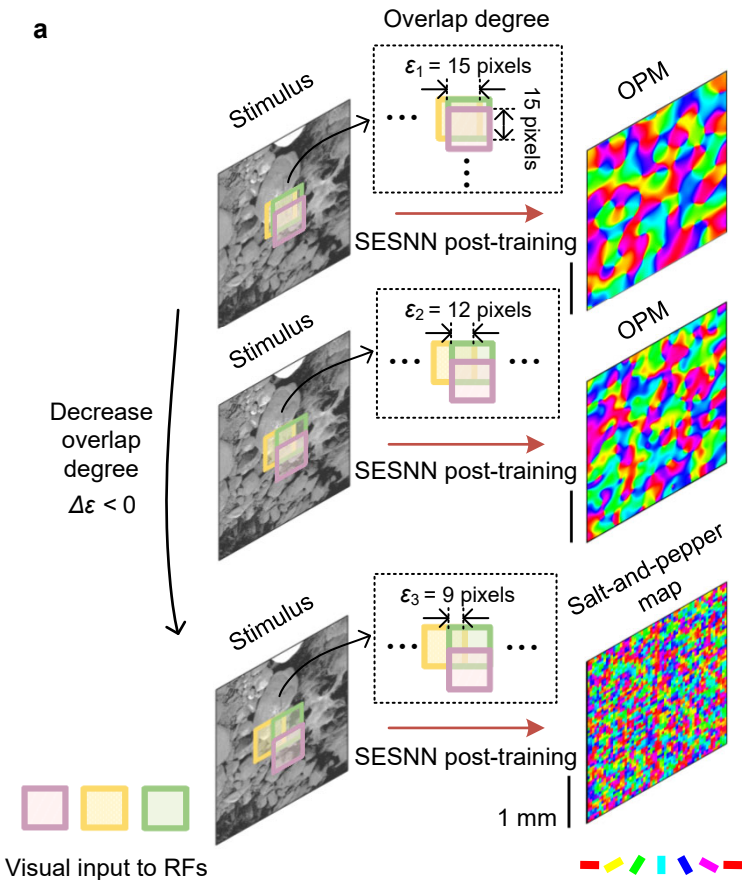 a
Overlap degree
Stimulus
ε1 = 15 pixels
15 pixels
OPM
SESNN post-training
Stimulus
ε2 = 12 pixels
OPM
SESNN post-training
Decrease
overlap
degree
Δε < 0
Stimulus
ε3 = 9 pixels
Salt-and-pepper
map
SESNN post-training
1 mm
Visual input to RFs